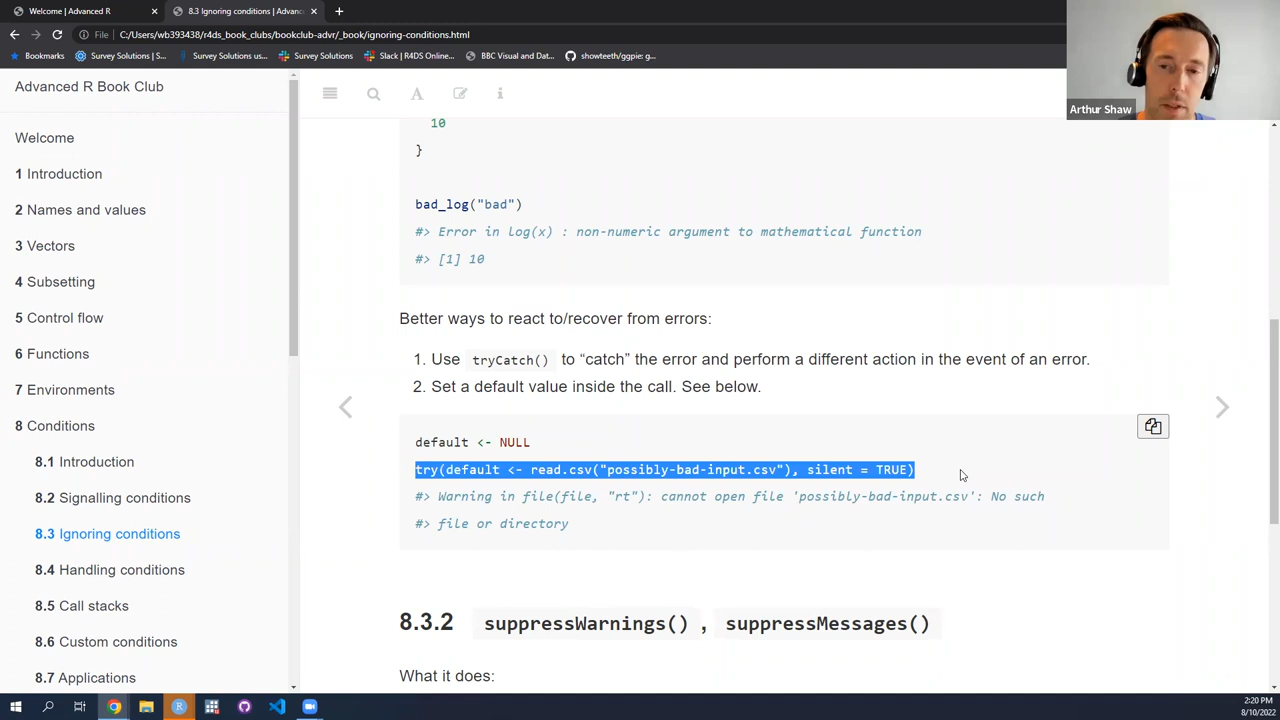 Welcome | Advanced R
8.3 Ignoring conditions | Advanc
File C:/Users/wb393438/r4ds_book_clubs/bookclub-advr/_book/ignoring-conditions.html
Bookmarks Survey Solutions | S... Survey Solutions us... Survey Solutions Slack | R4DS Onlin... BBC Visual and Dat... showteeth/ggpie: g...
Arthur Shaw
Advanced R Book Club
Welcome
1 Introduction
2 Names and values
3 Vectors
4 Subsetting
5 Control flow
6 Functions
7 Environments
8 Conditions
8.1 Introduction
8.2 Signalling conditions
8.3 Ignoring conditions
8.4 Handling conditions
8.5 Call stacks
8.6 Custom conditions
8.7 Applications
10
}
bad_log("bad")
#> Error in log(x) : non-numeric argument to mathematical function
#> [1] 10
Better ways to react to/recover from errors:
1. Use tryCatch() to “catch” the error and perform a different action in the event of an error.
2. Set a default value inside the call. See below.
default <- NULL
try(default <- read.csv("possibly-bad-input.csv"), silent = TRUE)
#> Warning in file(file, "rt"): cannot open file 'possibly-bad-input.csv': No such
#> file or directory
8.3.2 suppressWarnings() , suppressMessages()
What it does:
2:20 PM
8/10/2022